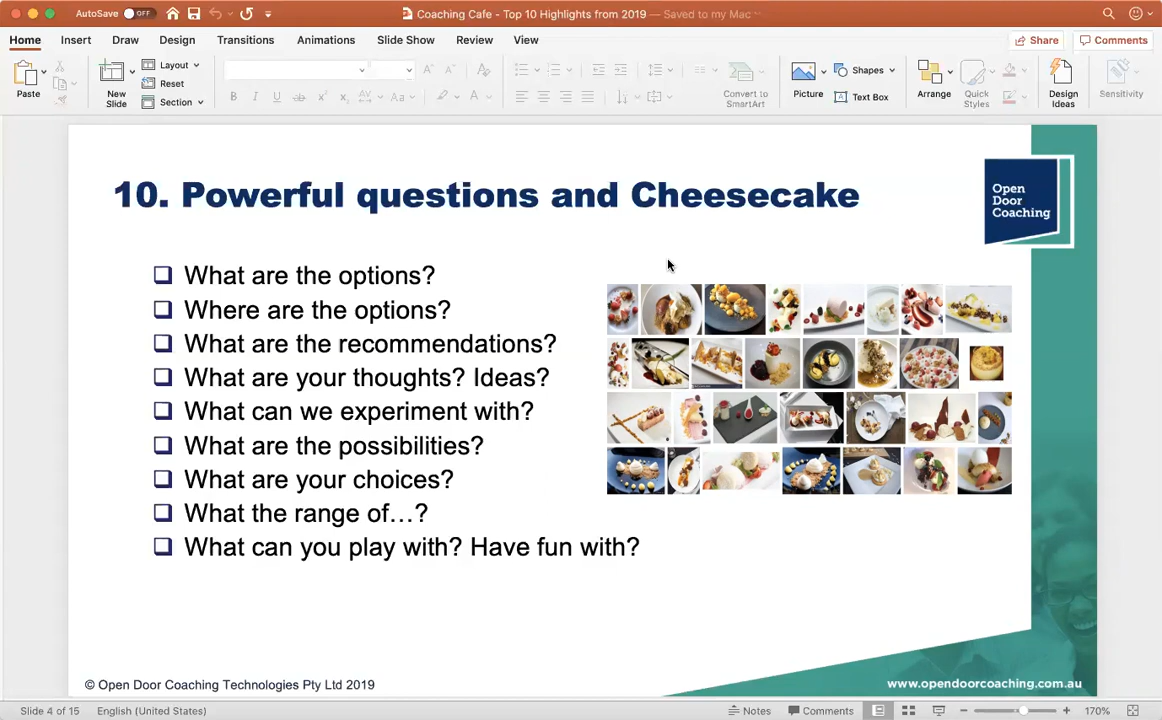 AutoSave OFF
Coaching Cafe - Top 10 Highlights from 2019 — Saved to my Mac
Home Insert Draw Design Transitions Animations Slide Show Review View Share Comments
Paste
New Slide
Layout
Reset
Section
B I U ab x² x₂ AV Aa A
Convert to SmartArt
Picture
Shapes
Text Box
Arrange
Quick Styles
Design Ideas
Sensitivity
10. Powerful questions and Cheesecake
Open
Door
Coaching
What are the options?
Where are the options?
What are the recommendations?
What are your thoughts? Ideas?
What can we experiment with?
What are the possibilities?
What are your choices?
What the range of…?
What can you play with? Have fun with?
© Open Door Coaching Technologies Pty Ltd 2019
www.opendoorcoaching.com.au
Slide 4 of 15 English (United States) Notes Comments 170%